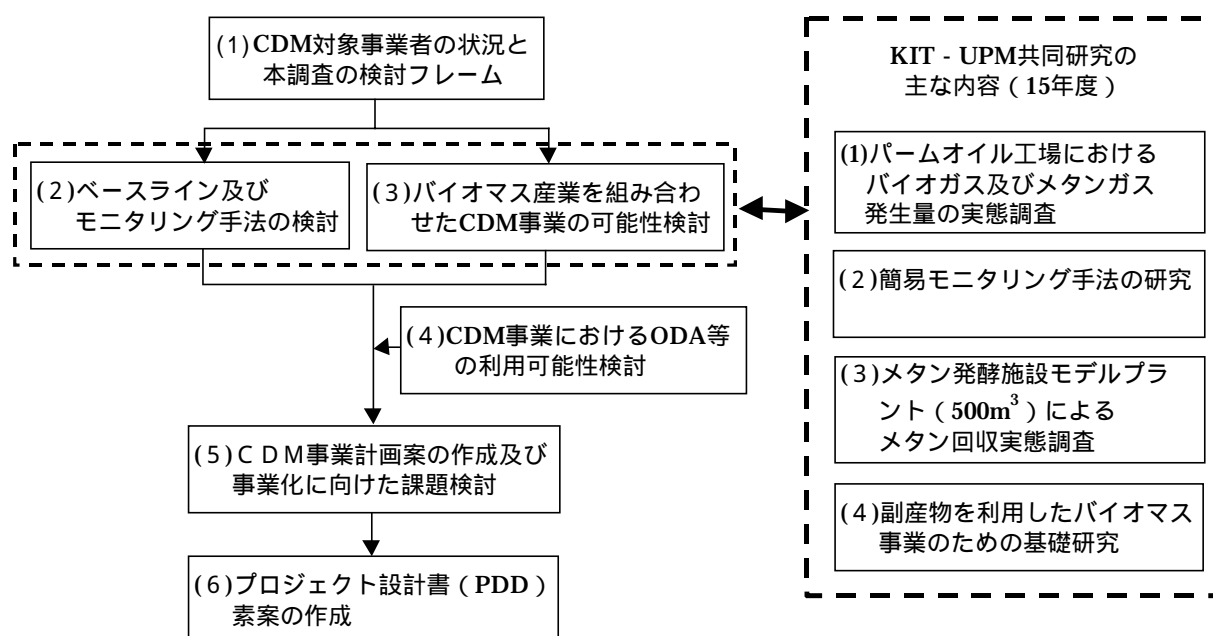 (1)CDM対象事業者の状況と
本調査の検討フレーム
(2)ベースライン及び
モニタリング手法の検討
(3)バイオマス産業を組み合わ
せたCDM事業の可能性検討
(4)CDM事業におけるODA等
の利用可能性検討
(5)ＣＤＭ事業計画案の作成及び
事業化に向けた課題検討
(6)プロジェクト設計書（PDD）
素案の作成
KIT - UPM共同研究の
主な内容（15年度）
(1)パームオイル工場における
バイオガス及びメタンガス
発生量の実態調査
(2)簡易モニタリング手法の研究
(3)メタン発酵施設モデルプラ
ント（500m³）による
メタン回収実態調査
(4)副産物を利用したバイオマス
事業のための基礎研究